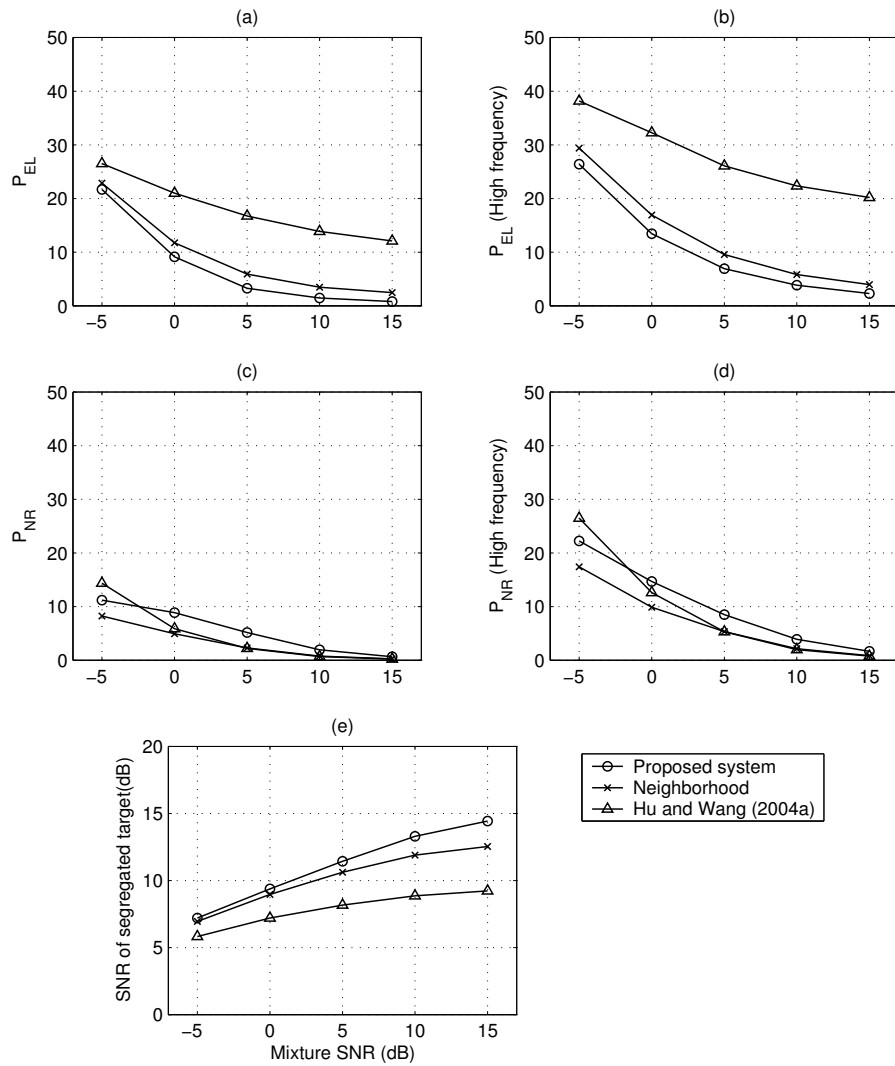 (a)
50
40
30
20
10
0
P_EL
−5 0 5 10 15
(b)
50
40
30
20
10
0
P_EL (High frequency)
−5 0 5 10 15
(c)
50
40
30
20
10
0
P_NR
−5 0 5 10 15
(d)
50
40
30
20
10
0
P_NR (High frequency)
−5 0 5 10 15
(e)
20
15
10
5
0
SNR of segregated target(dB)
−5 0 5 10 15
Mixture SNR (dB)
Proposed system
Neighborhood
Hu and Wang (2004a)